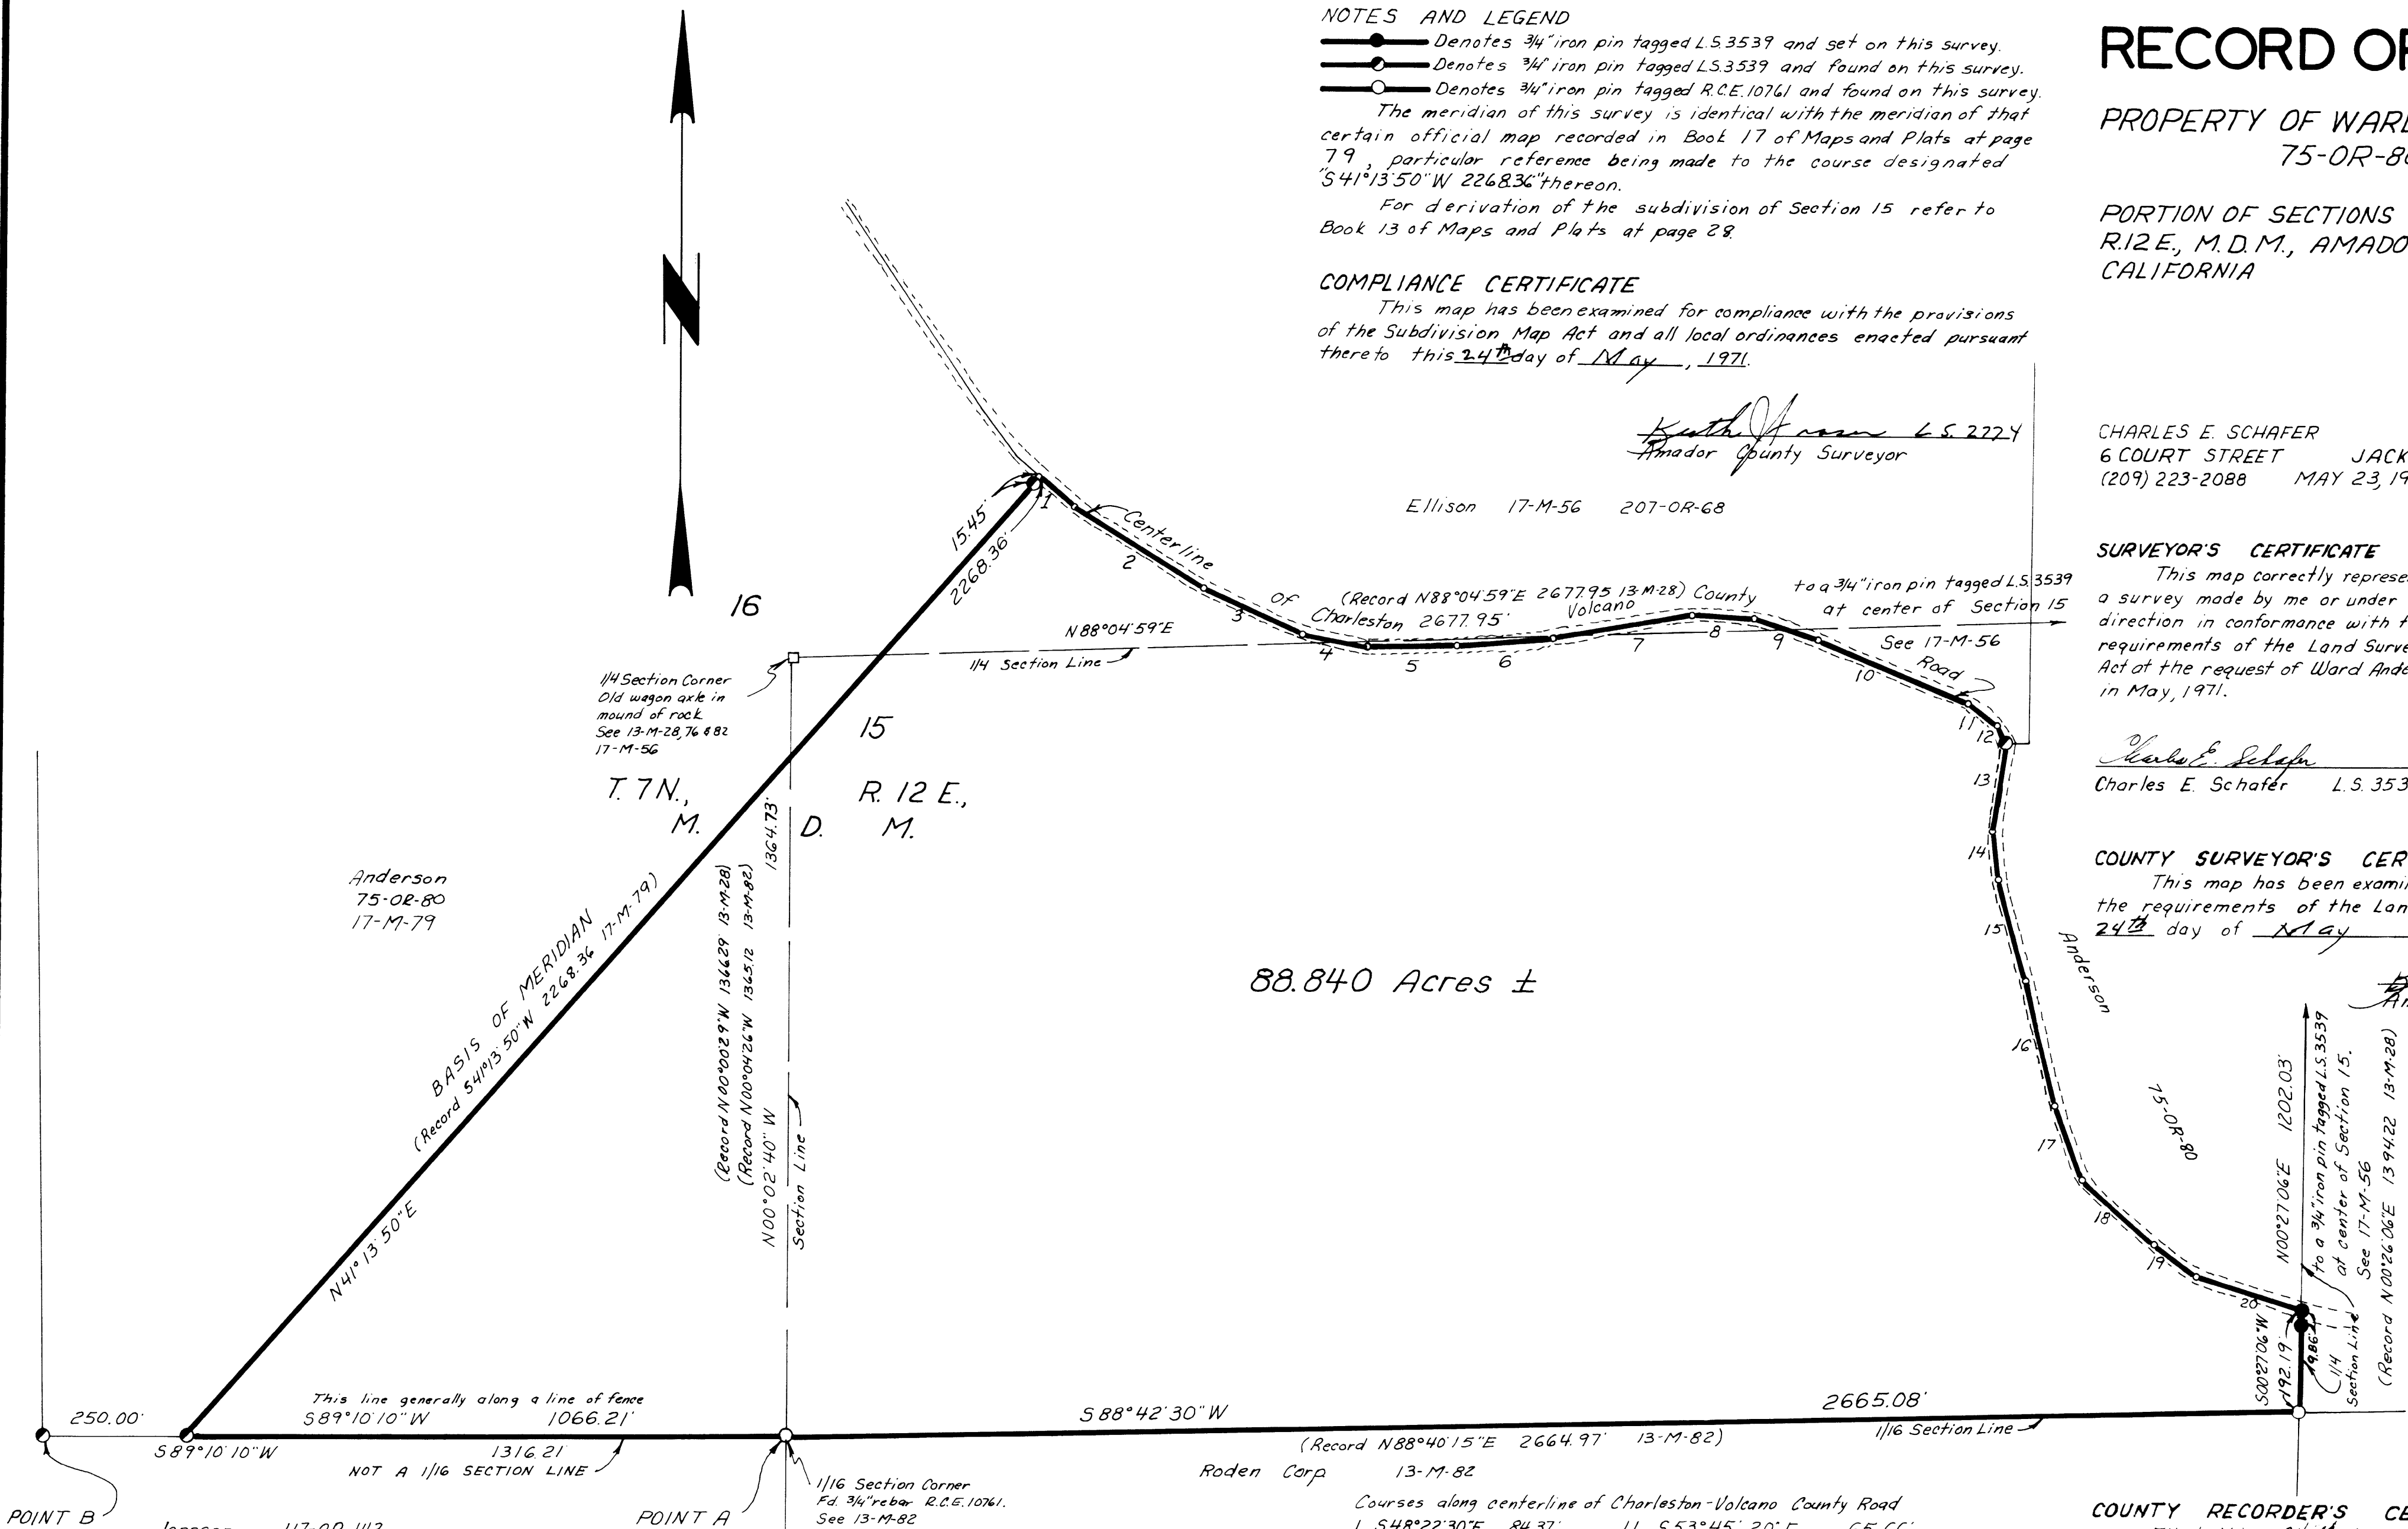 NOTES AND LEGEND
Denotes 3/4" iron pin tagged L.S.3539 and set on this survey.
Denotes 3/4" iron pin tagged L.S.3539 and found on this survey.
Denotes 3/4" iron pin tagged R.C.E.10761 and found on this survey.
The meridian of this survey is identical with the meridian of that
certain official map recorded in Book 17 of Maps and Plats at page
79, particular reference being made to the course designated
"S41°13'50"W 2268.36'" thereon.
For derivation of the subdivision of Section 15 refer to
Book 13 of Maps and Plats at page 28.
COMPLIANCE CERTIFICATE
This map has been examined for compliance with the provisions
of the Subdivision Map Act and all local ordinances enacted pursuant
thereto this 24th day of May, 1971.
L.S. 2774
Amador County Surveyor
RECORD OF
PROPERTY OF WARD
75-OR-80
PORTION OF SECTIONS
R.12E., M.D.M., AMADO
CALIFORNIA
CHARLES E. SCHAFER
6 COURT STREET JACK
(209) 223-2088 MAY 23, 19
SURVEYOR'S CERTIFICATE
This map correctly represe
a survey made by me or under
direction in conformance with t
requirements of the Land Surve
Act at the request of Ward Ande
in May, 1971.
Charles E. Schafer
Charles E. Schafer L.S. 353
COUNTY SURVEYOR'S CER
This map has been examin
the requirements of the Lan
24th day of May
Am
N
Ellison 17-M-56 207-OR-68
15.45'
2268.36'
1
2
3
4
5
6
7
8
9
10
11
12
13
14
15
16
17
18
19
20
Centerline
of
Charleston 2677.95'
Volcano
County
Road
(Record N88°04'59"E 2677.95 13-M-28)
to a 3/4" iron pin tagged L.S.3539
at center of Section 15
See 17-M-56
N88°04'59"E
1/4 Section Line
16
15
1/4 Section Corner
Old wagon axle in
mound of rock
See 13-M-28, 76 & 82
17-M-56
T. 7N., R. 12 E.,
M. D. M.
Anderson
75-OR-80
17-M-79
BASIS OF MERIDIAN
(Record S41°13'50"W 2268.36 17-M-79)
N41°13'50"E
(Record N00°00'29"W 1366.29 13-M-28)
(Record N00°04'26"W 1365.12 13-M-82)
N00°02'40"W 1364.73'
Section Line
88.840 Acres ±
Anderson
75-OR-80
N00°27'06"E 1202.03'
to a 3/4" iron pin tagged L.S.3539
at center of Section 15.
See 17-M-56
(Record N00°26'06"E 1394.22 13-M-28)
S00°27'06"W
192.19'
9.86'
1/4
Section Line
This line generally along a line of fence
250.00'
S89°10'10"W 1066.21'
S89°10'10"W 1316.21'
NOT A 1/16 SECTION LINE
S88°42'30"W 2665.08'
1/16 Section Line
(Record N88°40'15"E 2664.97' 13-M-82)
Roden Corp. 13-M-82
1/16 Section Corner
Fd. 3/4" rebar R.C.E.10761.
See 13-M-82
POINT B
POINT A
Courses along centerline of Charleston-Volcano County Road
1. S48°22'30"E 84.37' 11. S53°45'20"E 65.66'
COUNTY RECORDER'S CE